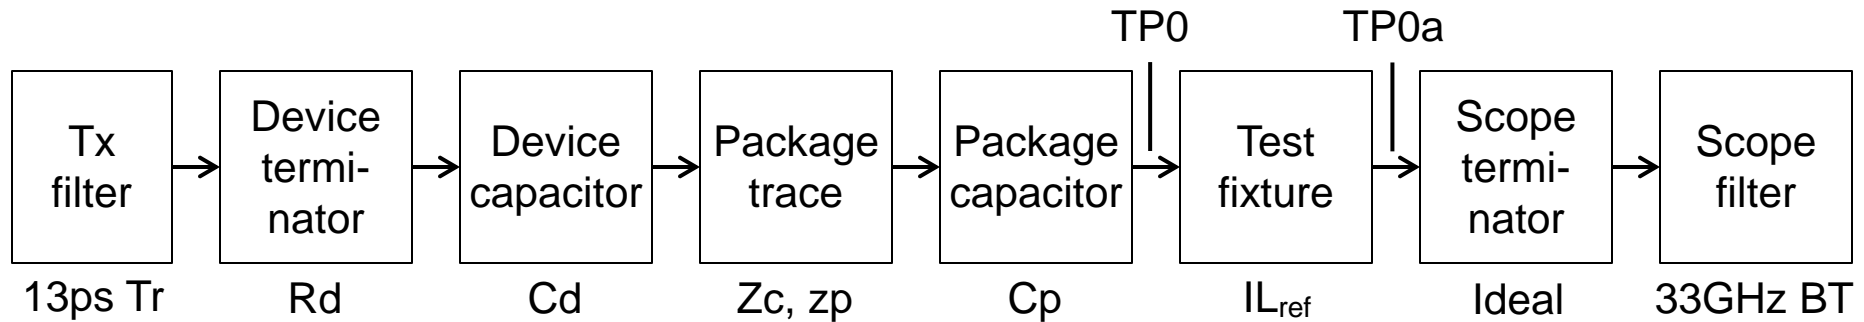 TP0
TP0a
Tx
filter
Device
termi-
nator
Device
capacitor
Package
trace
Package
capacitor
Test
fixture
Scope
termi-
nator
Scope
filter
13ps Tr
Rd
Cd
Zc, zp
Cp
ILref
Ideal
33GHz BT